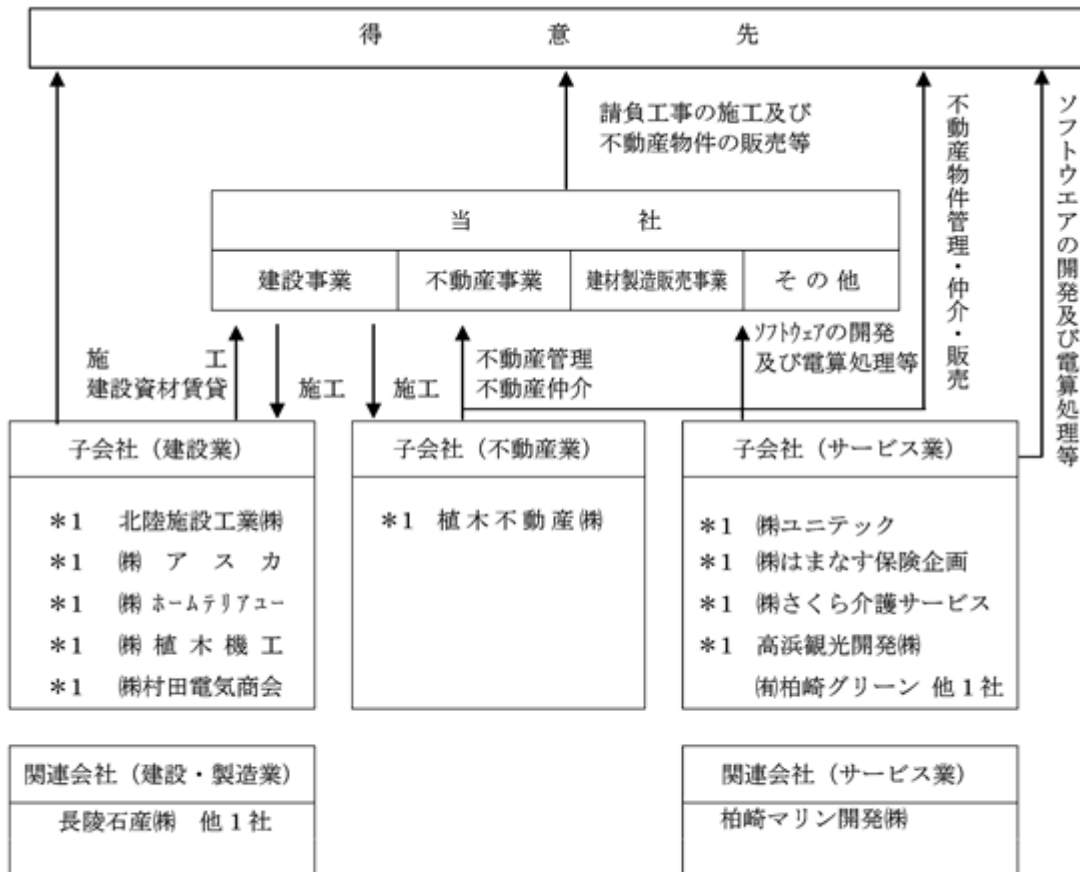 得意先
請負工事の施工及び
不動産物件の販売等
不動産物件管理・仲介・販売
ソフトウエアの開発及び電算処理等
当社
建設事業
不動産事業
建材製造販売事業
その他
施工
建設資材賃貸
施工
施工
不動産管理
不動産仲介
ソフトウェアの開発
及び電算処理等
子会社（建設業）
*1 北陸施設工業㈱
*1 ㈱アスカ
*1 ㈱ホームテリアユー
*1 ㈱植木機工
*1 ㈱村田電気商会
子会社（不動産業）
*1 植木不動産㈱
子会社（サービス業）
*1 ㈱ユニテック
*1 ㈱はまなす保険企画
*1 ㈱さくら介護サービス
*1 高浜観光開発㈱
㈲柏崎グリーン 他1社
関連会社（建設・製造業）
長陵石産㈱ 他1社
関連会社（サービス業）
柏崎マリン開発㈱